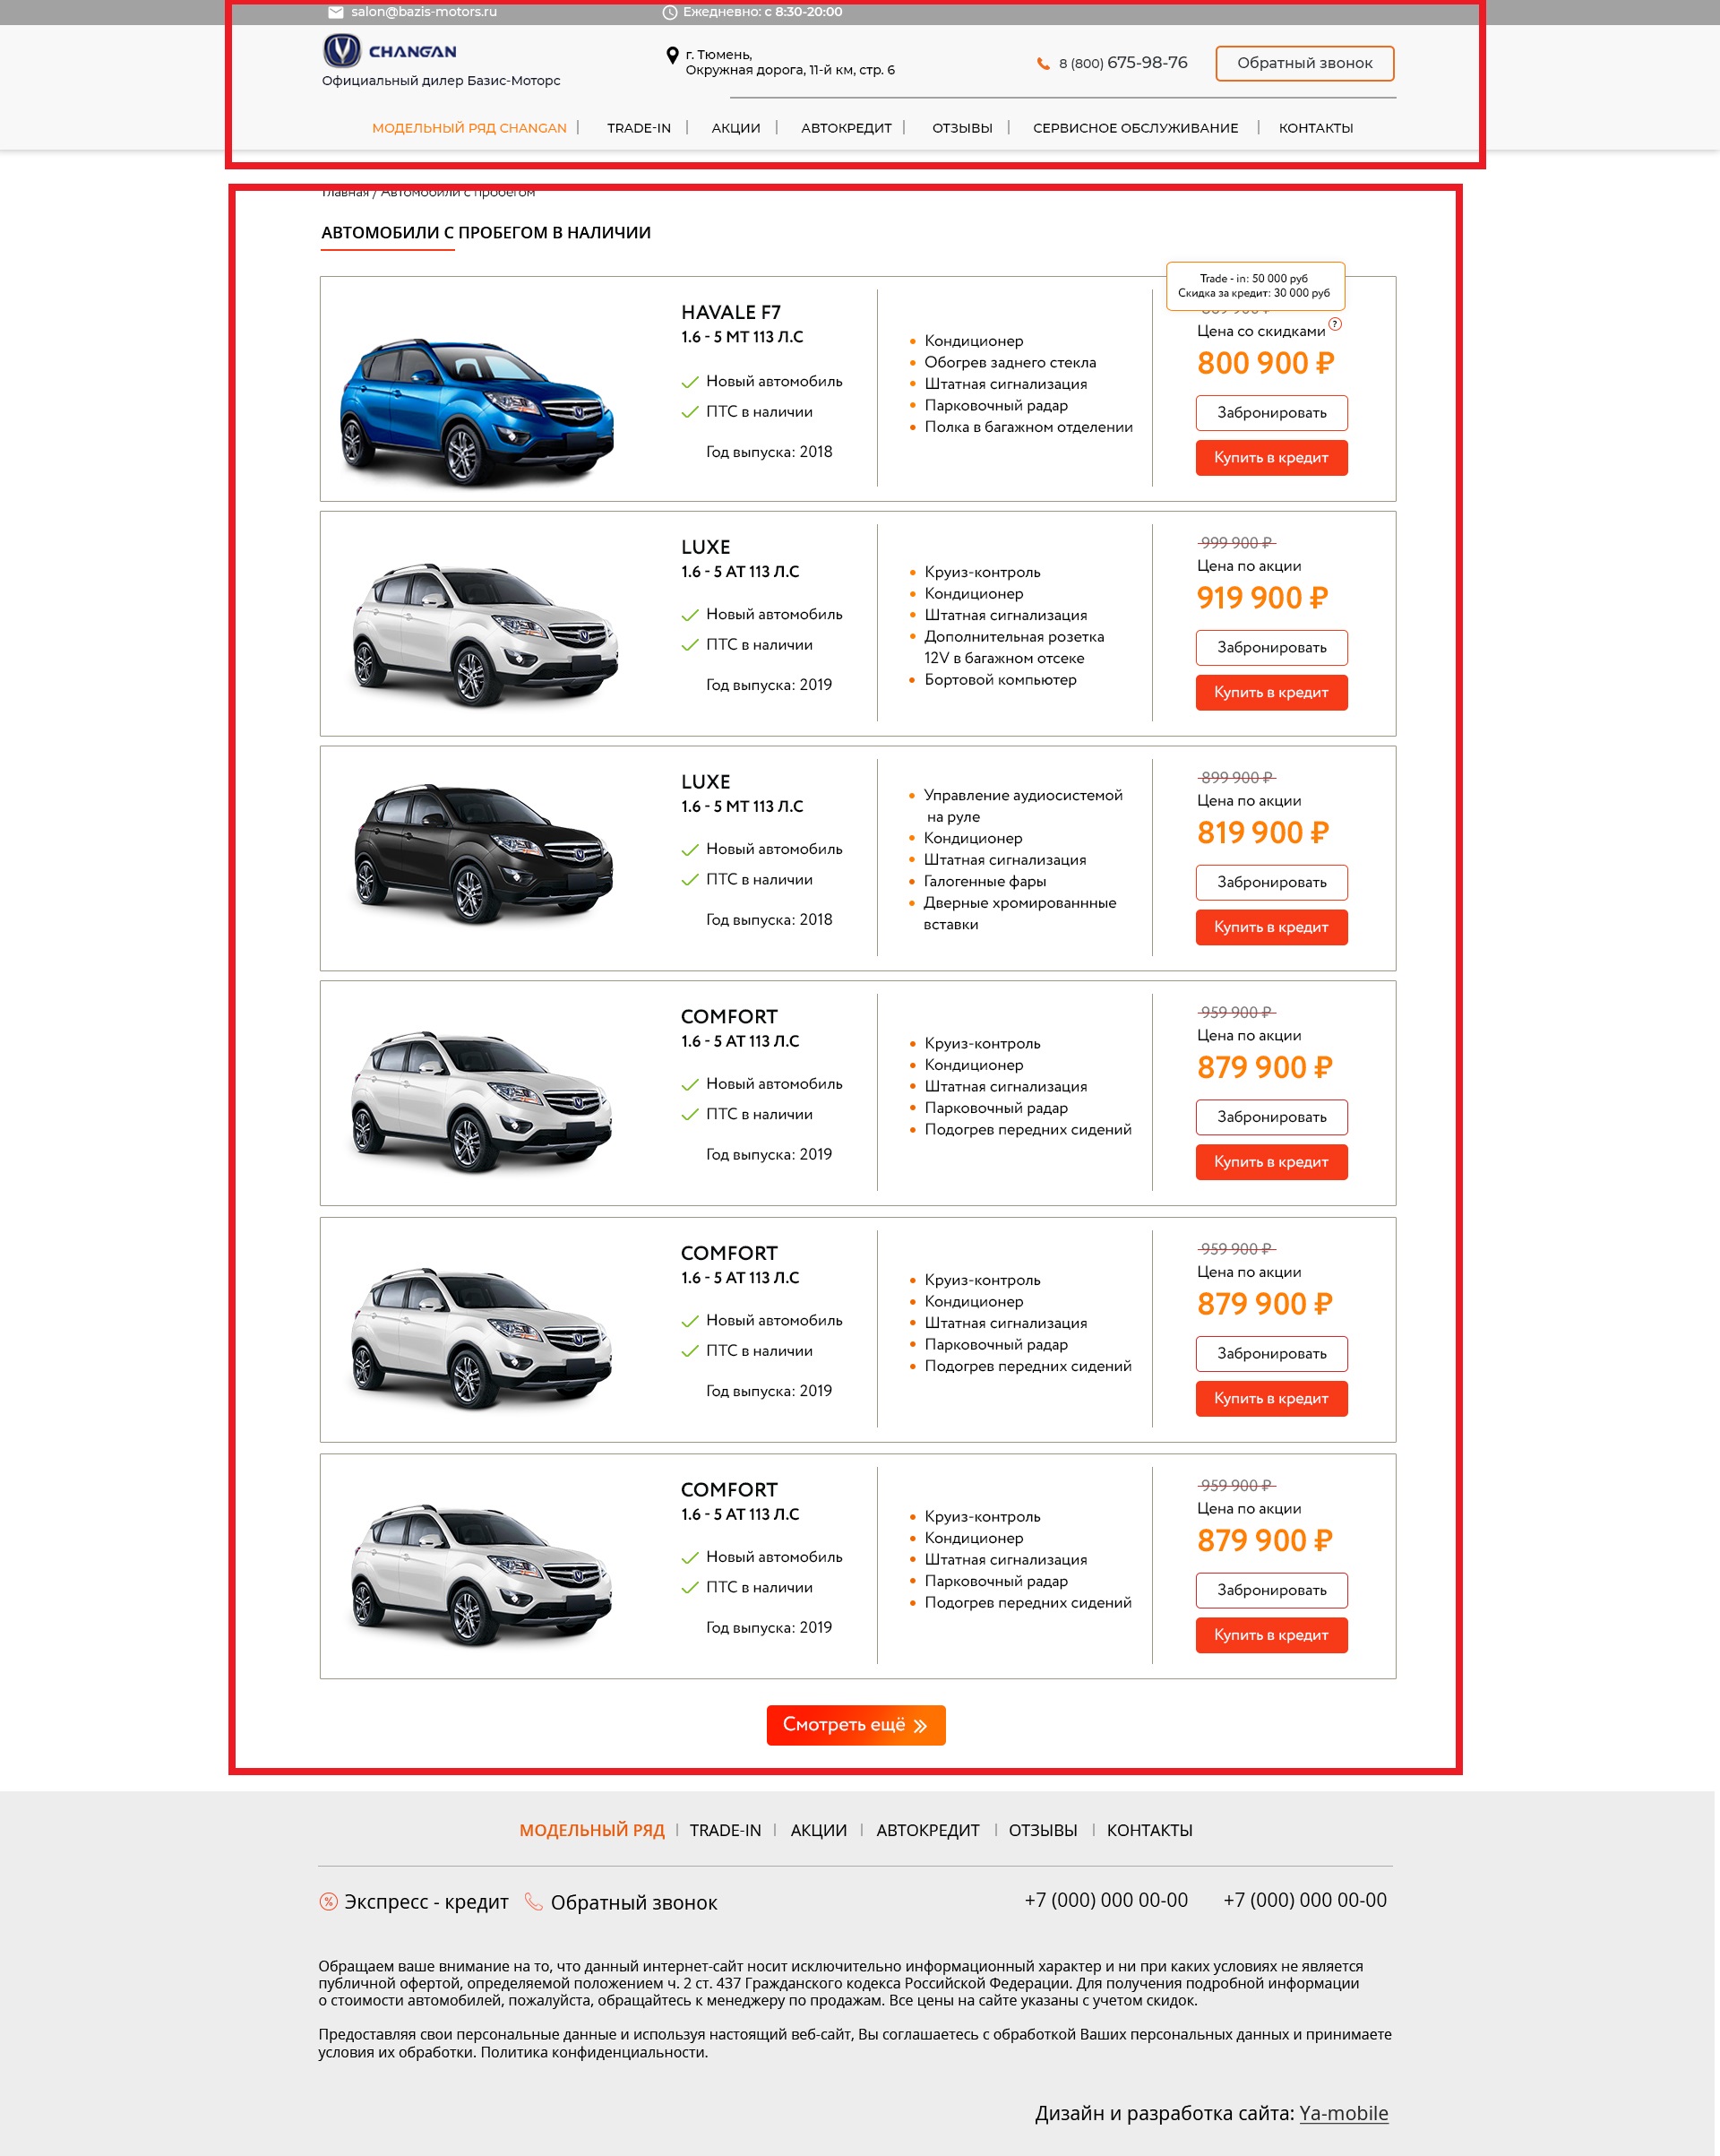 salon@bazis-motors.ru
Ежедневно: с 8:30-20:00
CHANGAN
Официальный дилер Базис-Моторс
г. Тюмень,
Окружная дорога, 11-й км, стр. 6
8 (800) 675-98-76
Обратный звонок
МОДЕЛЬНЫЙ РЯД CHANGAN | TRADE-IN | АКЦИИ | АВТОКРЕДИТ | ОТЗЫВЫ | СЕРВИСНОЕ ОБСЛУЖИВАНИЕ | КОНТАКТЫ
Главная / Автомобили с пробегом
АВТОМОБИЛИ С ПРОБЕГОМ В НАЛИЧИИ
HAVALE F7
1.6 - 5 МТ 113 Л.С
Новый автомобиль
ПТС в наличии
Год выпуска: 2018
Кондиционер
Обогрев заднего стекла
Штатная сигнализация
Парковочный радар
Полка в багажном отделении
Trade - in: 50 000 руб
Скидка за кредит: 30 000 руб
Цена со скидками ?
800 900 ₽
Забронировать
Купить в кредит
LUXE
1.6 - 5 АТ 113 Л.С
Новый автомобиль
ПТС в наличии
Год выпуска: 2019
Круиз-контроль
Кондиционер
Штатная сигнализация
Дополнительная розетка
12V в багажном отсеке
Бортовой компьютер
999 900 ₽
Цена по акции
919 900 ₽
Забронировать
Купить в кредит
LUXE
1.6 - 5 МТ 113 Л.С
Новый автомобиль
ПТС в наличии
Год выпуска: 2018
Управление аудиосистемой
на руле
Кондиционер
Штатная сигнализация
Галогенные фары
Дверные хромированнные
вставки
899 900 ₽
Цена по акции
819 900 ₽
Забронировать
Купить в кредит
COMFORT
1.6 - 5 АТ 113 Л.С
Новый автомобиль
ПТС в наличии
Год выпуска: 2019
Круиз-контроль
Кондиционер
Штатная сигнализация
Парковочный радар
Подогрев передних сидений
959 900 ₽
Цена по акции
879 900 ₽
Забронировать
Купить в кредит
COMFORT
1.6 - 5 АТ 113 Л.С
Новый автомобиль
ПТС в наличии
Год выпуска: 2019
Круиз-контроль
Кондиционер
Штатная сигнализация
Парковочный радар
Подогрев передних сидений
959 900 ₽
Цена по акции
879 900 ₽
Забронировать
Купить в кредит
COMFORT
1.6 - 5 АТ 113 Л.С
Новый автомобиль
ПТС в наличии
Год выпуска: 2019
Круиз-контроль
Кондиционер
Штатная сигнализация
Парковочный радар
Подогрев передних сидений
959 900 ₽
Цена по акции
879 900 ₽
Забронировать
Купить в кредит
Смотреть ещё
МОДЕЛЬНЫЙ РЯД | TRADE-IN | АКЦИИ | АВТОКРЕДИТ | ОТЗЫВЫ | КОНТАКТЫ
Экспресс - кредит
Обратный звонок
+7 (000) 000 00-00
+7 (000) 000 00-00
Обращаем ваше внимание на то, что данный интернет-сайт носит исключительно информационный характер и ни при каких условиях не является
публичной офертой, определяемой положением ч. 2 ст. 437 Гражданского кодекса Российской Федерации. Для получения подробной информации
о стоимости автомобилей, пожалуйста, обращайтесь к менеджеру по продажам. Все цены на сайте указаны с учетом скидок.
Предоставляя свои персональные данные и используя настоящий веб-сайт, Вы соглашаетесь с обработкой Ваших персональных данных и принимаете
условия их обработки. Политика конфиденциальности.
Дизайн и разработка сайта: Ya-mobile